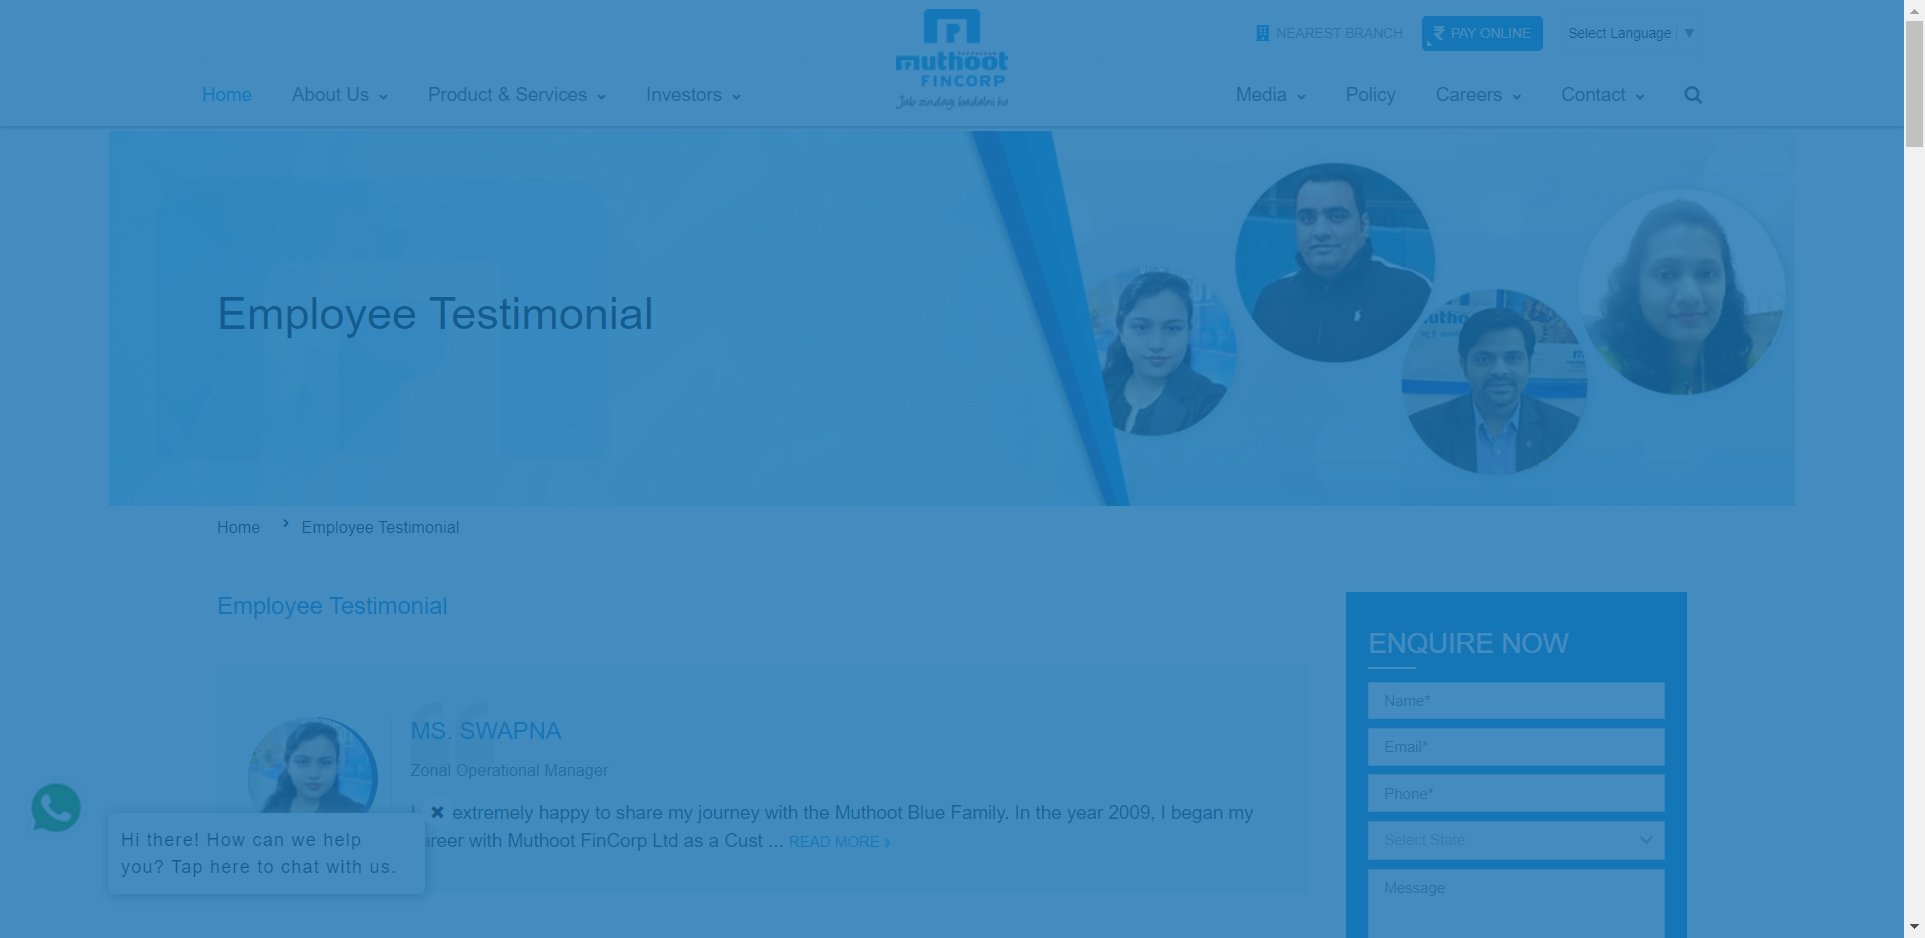 NEAREST BRANCH
PAY ONLINE
Select Language ▼
muthoot
FINCORP
Jab zindagi badalni ho
Home
About Us
Product & Services
Investors
Media
Policy
Careers
Contact
Employee Testimonial
Home > Employee Testimonial
Employee Testimonial
MS. SWAPNA
Zonal Operational Manager
extremely happy to share my journey with the Muthoot Blue Family. In the year 2009, I began my
career with Muthoot FinCorp Ltd as a Cust ... READ MORE
Hi there! How can we help
you? Tap here to chat with us.
ENQUIRE NOW
Name*
Email*
Phone*
Select State
Message